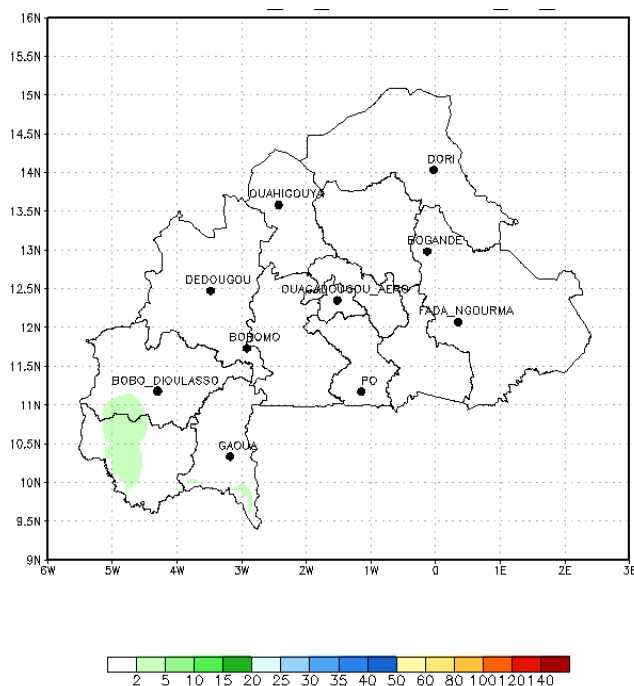 16N
15.5N
15N
14.5N
14N
DORI
13.5N
OUAHIGOUYA
13N
BOGANDE
12.5N
DEDOUGOU
OUAGADOUGOU_AERO
12N
FADA_NGOURMA
BOROMO
11.5N
BOBO_DIOULASSO
PO
11N
10.5N
GAOUA
10N
9.5N
9N
6W 5W 4W 3W 2W 1W 0 1E 2E 3E
2 5 10 15 20 25 30 35 40 50 60 80 100 120 140